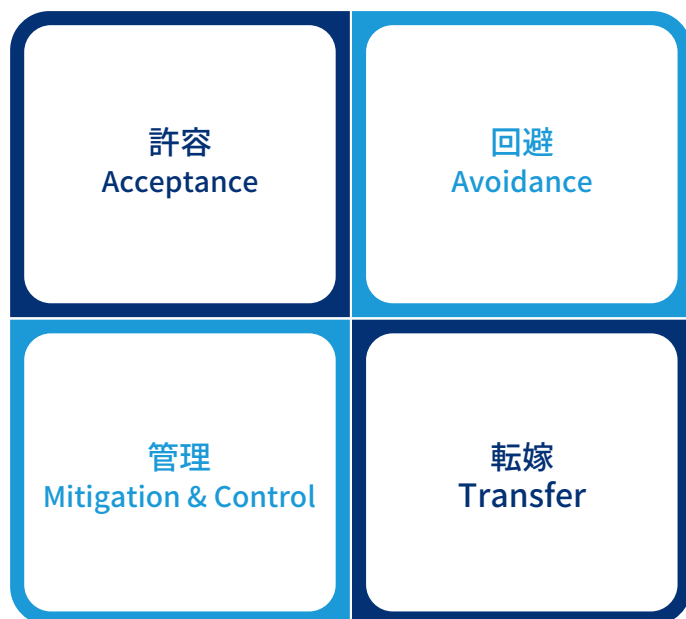 許容
Acceptance
回避
Avoidance
管理
Mitigation & Control
転嫁
Transfer